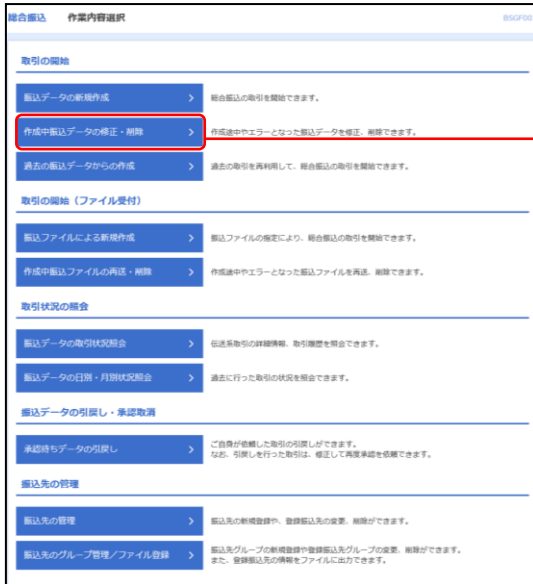 総合振込 作業内容選択 BSGF00
取引の開始
振込データの新規作成 総合振込の取引を開始できます。
作成中振込データの修正・削除 作成途中やエラーとなった振込データを修正、削除できます。
過去の振込データからの作成 過去の取引を再利用して、総合振込の取引を開始できます。
取引の開始（ファイル受付）
振込ファイルによる新規作成 振込ファイルの指定により、総合振込の取引を開始できます。
作成中振込ファイルの再送・削除 作成途中やエラーとなった振込ファイルを再送、削除できます。
取引状況の照会
振込データの取引状況照会 伝送系取引の詳細情報、取引履歴を照会できます。
振込データの日別・月別状況照会 過去に行った取引の状況を照会できます。
振込データの引戻し・承認取消
承認待ちデータの引戻し ご自身が依頼した取引の引戻しができます。
なお、引戻しを行った取引は、修正して再度承認を依頼できます。
振込先の管理
振込先の管理 振込先の新規登録や、登録振込先の変更、削除ができます。
振込先のグループ管理／ファイル登録 振込先グループの新規登録や登録振込先グループの変更、削除ができます。
また、登録振込先の情報をファイルに出力できます。